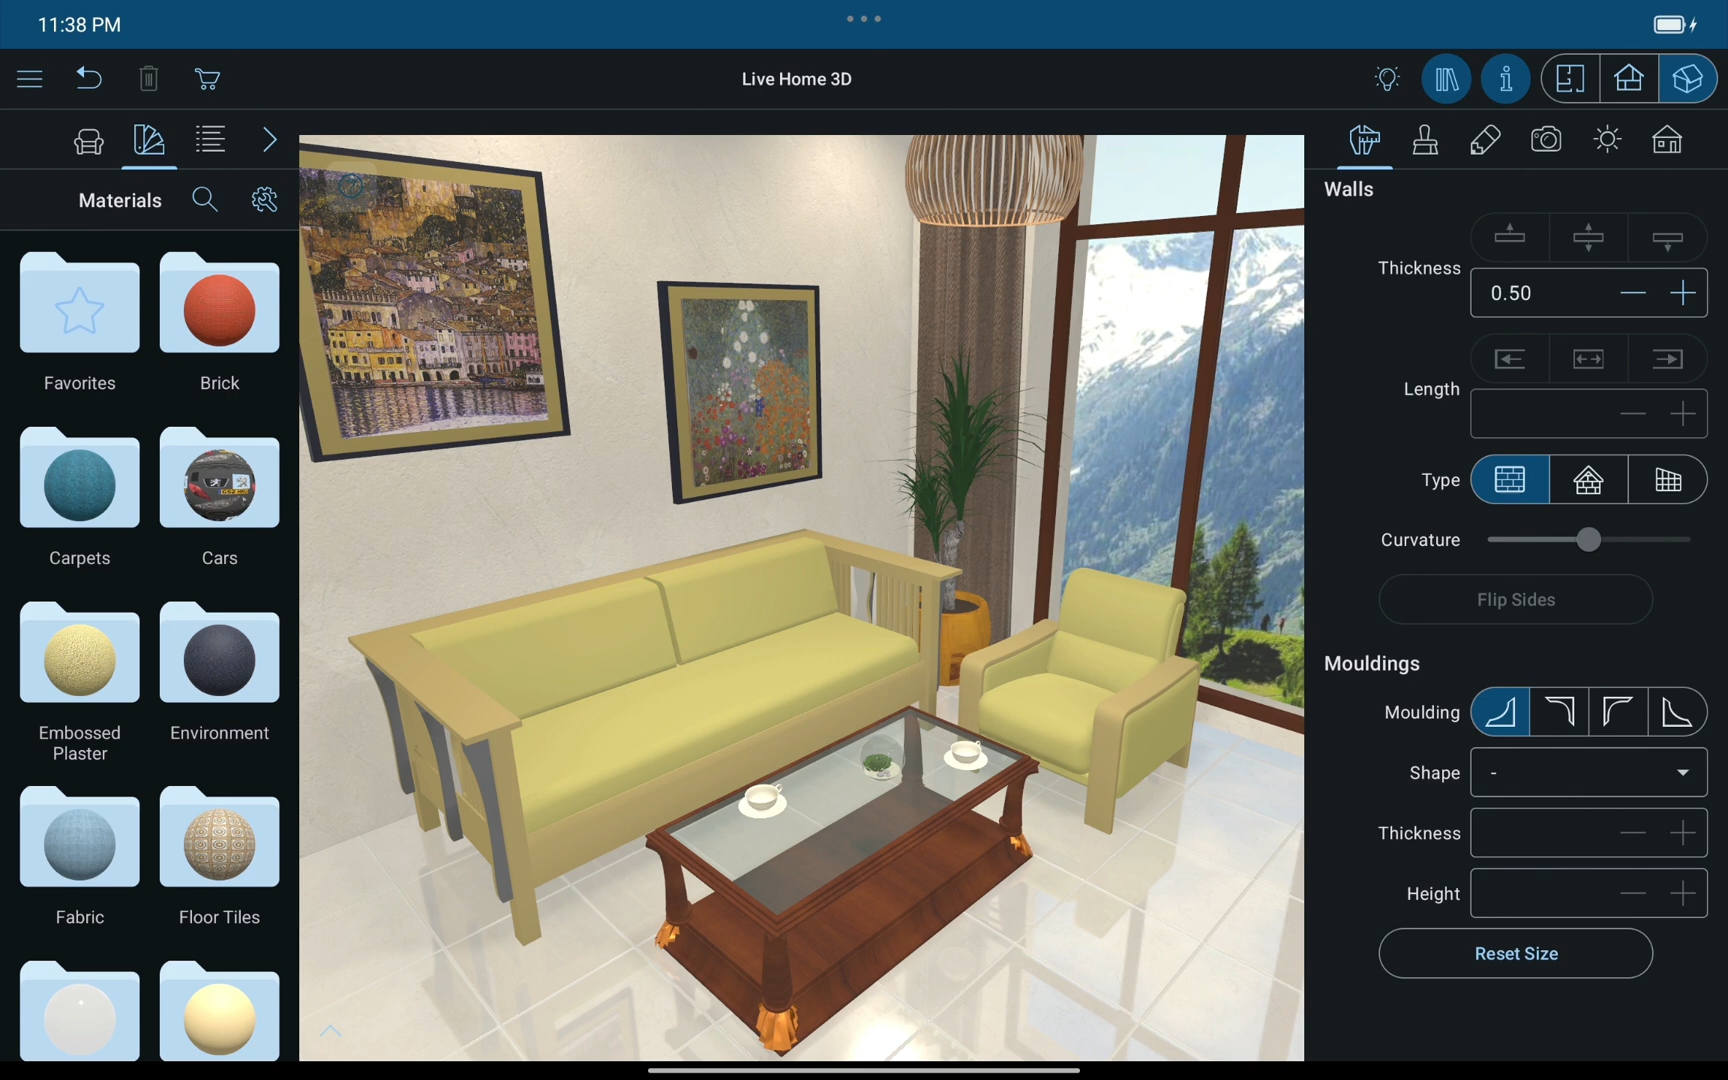 11:38 PM
Live Home 3D
Materials
Favorites
Brick
Carpets
Cars
Embossed
Plaster
Environment
Fabric
Floor Tiles
Walls
Thickness
0.50
Length
Type
Curvature
Flip Sides
Mouldings
Moulding
Shape
-
Thickness
Height
Reset Size